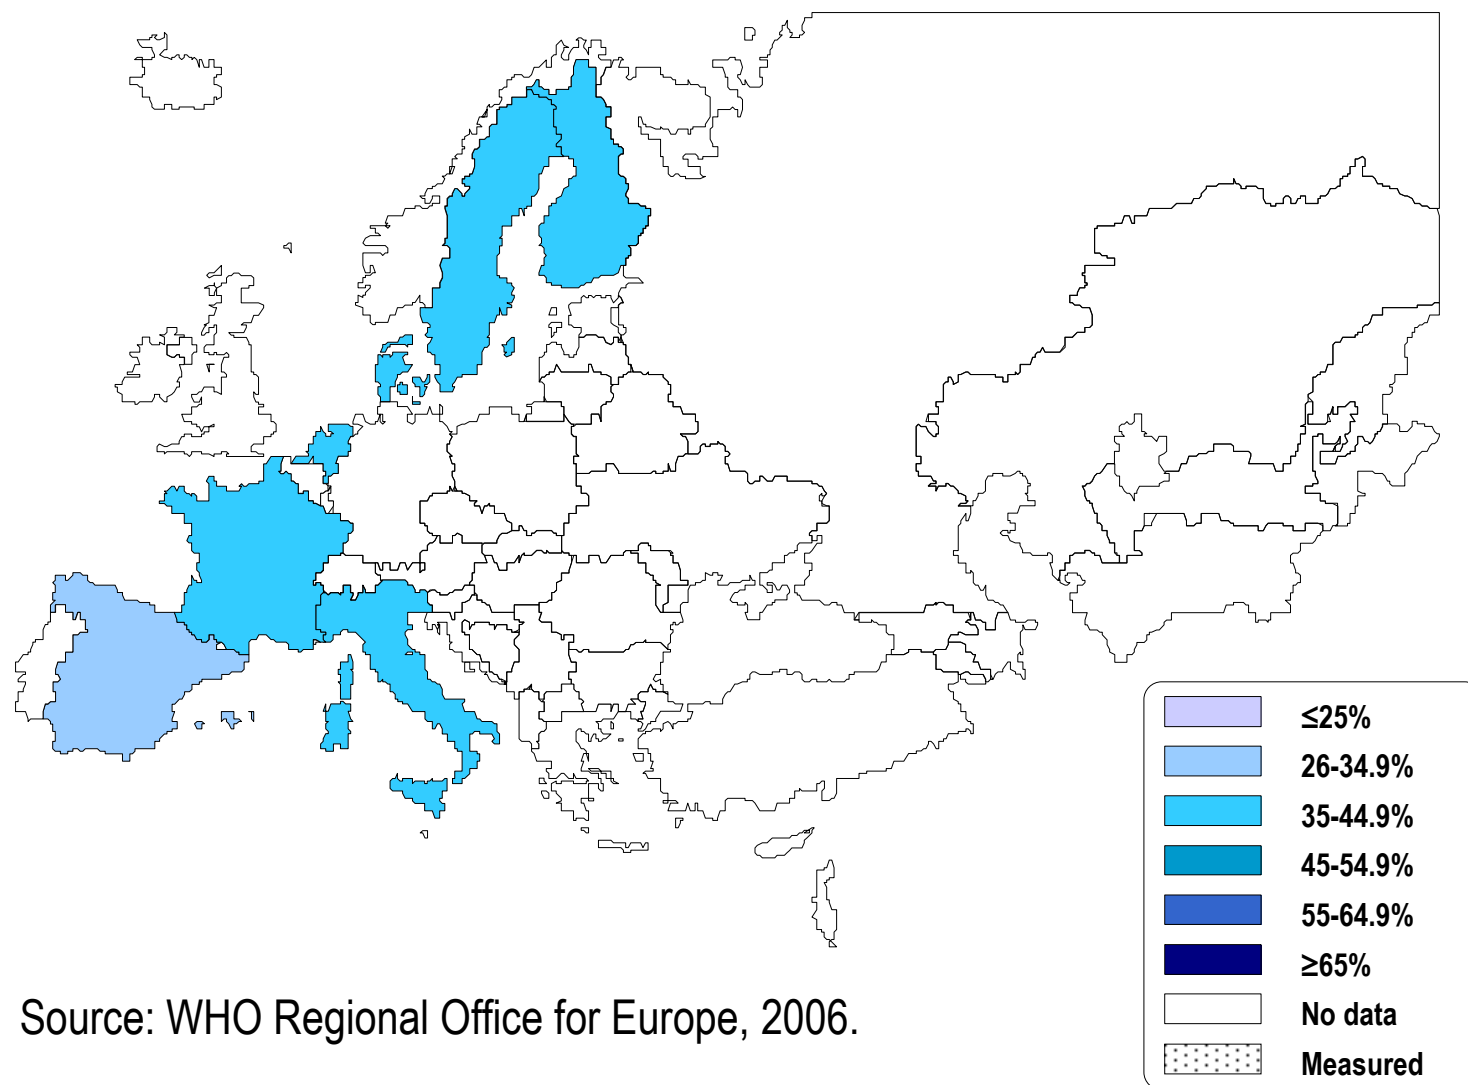 ≤25%
26-34.9%
35-44.9%
45-54.9%
55-64.9%
≥65%
No data
Measured
Source: WHO Regional Office for Europe, 2006.